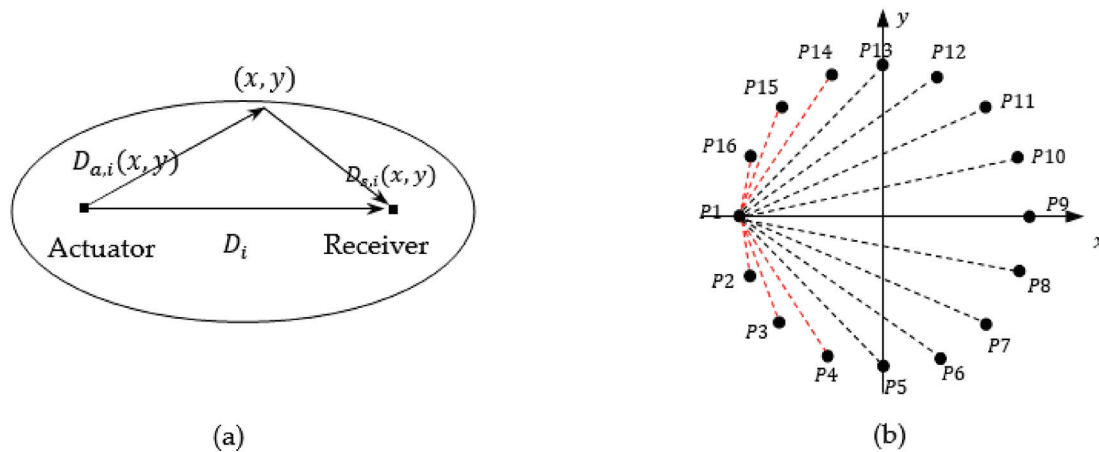 (x, y)
D_{a,i}(x, y)
D_{s,i}(x, y)
Actuator
D_i
Receiver
(a)
y
P13
P14
P12
P15
P11
P16
P10
P1
P9
x
P2
P8
P3
P7
P4
P5
P6
(b)